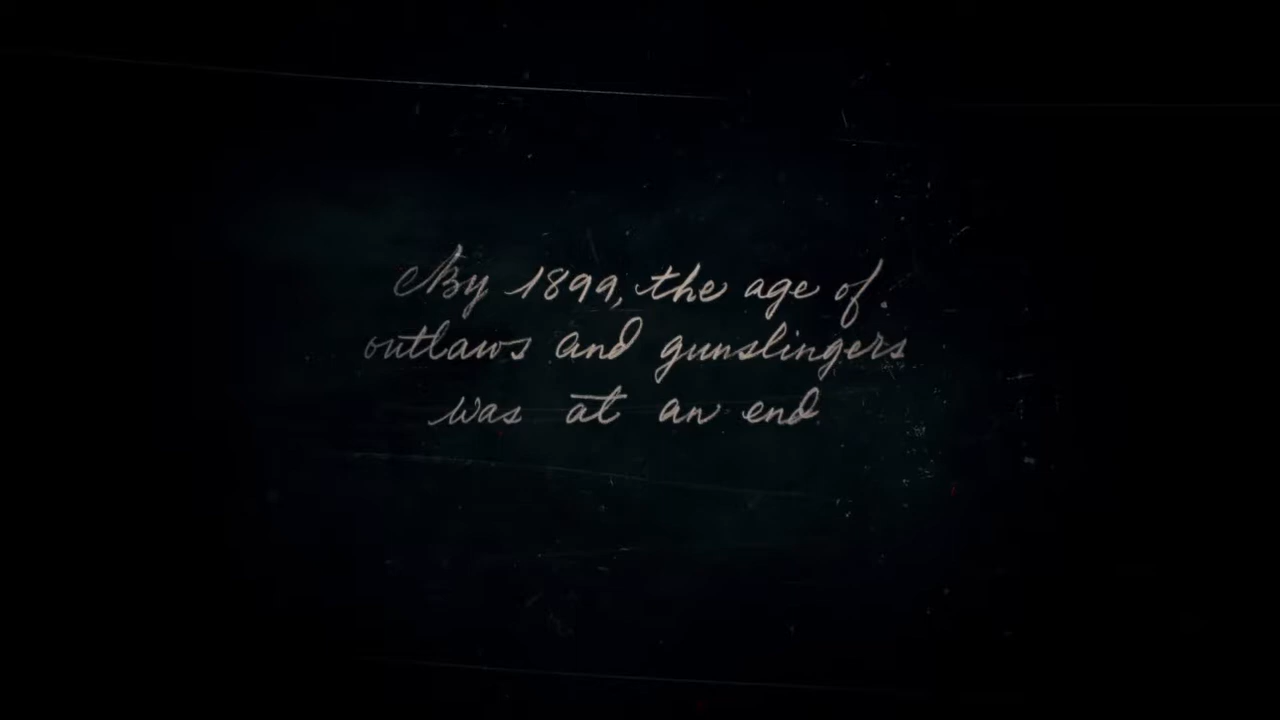 By 1899, the age of
outlaws and gunslingers
was at an end